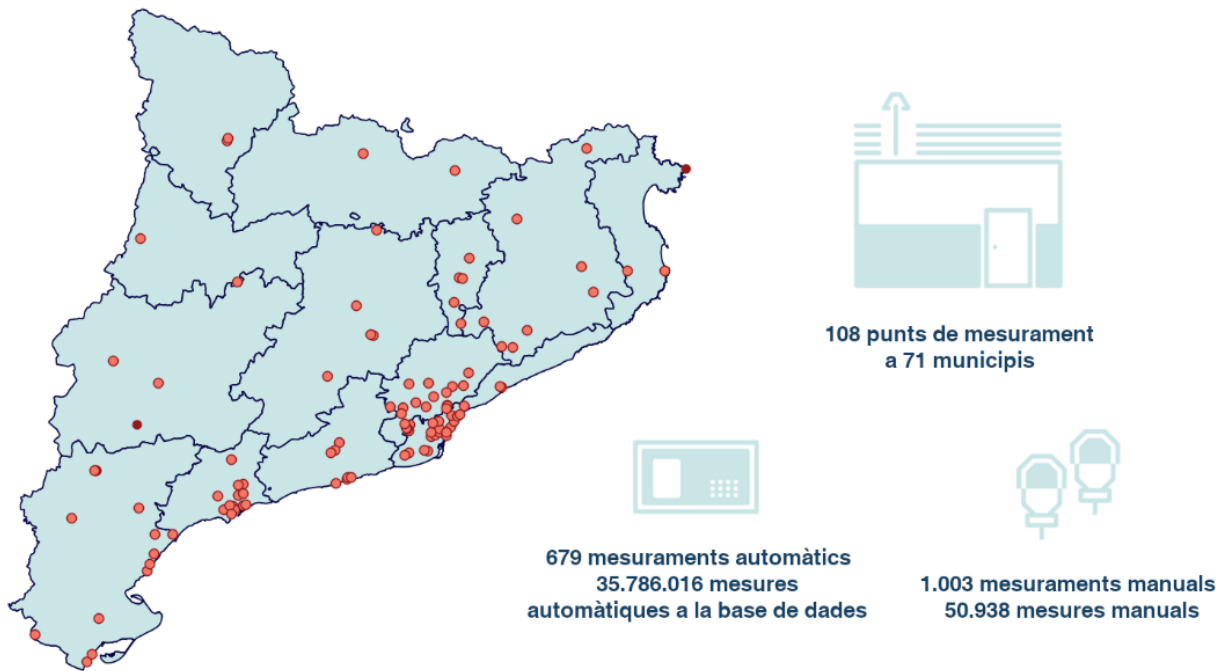 108 punts de mesurament
a 71 municipis
679 mesuraments automàtics
35.786.016 mesures
automàtiques a la base de dades
1.003 mesuraments manuals
50.938 mesures manuals